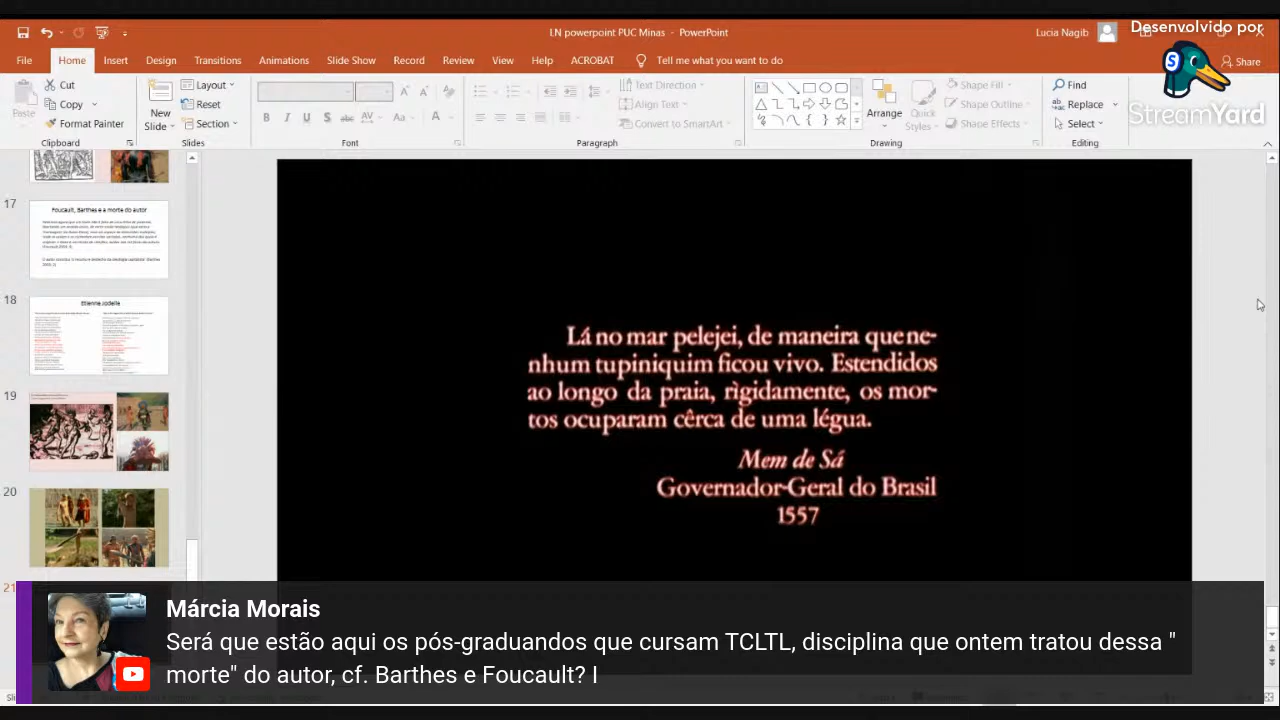 Desenvolvido por
StreamYard
LN powerpoint PUC Minas - PowerPoint
Lucia Nagib
File Home Insert Design Transitions Animations Slide Show Record Review View Help ACROBAT Tell me what you want to do Share
Paste
Cut
Copy
Format Painter
Clipboard
New
Slide
Layout
Reset
Section
Slides
Font
Text Direction
Align Text
Convert to SmartArt
Paragraph
Arrange
Quick
Styles
Shape Fill
Shape Outline
Shape Effects
Drawing
Find
Replace
Select
Editing
17
Foucault, Barthes e a morte do autor
18
Etienne Jodelle
19
20
21
Lá no mar pelejei, de maneira que ne-
nhum tupiniquim ficou vivo. Estendidos
ao longo da praia, rìgidamente, os mor-
tos ocuparam cêrca de uma légua.
Mem de Sá
Governador-Geral do Brasil
1557
Márcia Morais
Será que estão aqui os pós-graduandos que cursam TCLTL, disciplina que ontem tratou dessa "
morte" do autor, cf. Barthes e Foucault? I